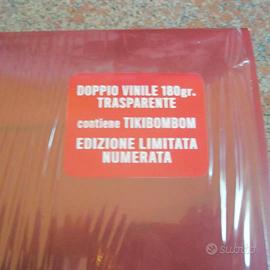 DOPPIO VINILE 180gr.
TRASPARENTE
contiene TIKIBOMBOM
EDIZIONE LIMITATA
NUMERATA
Subito